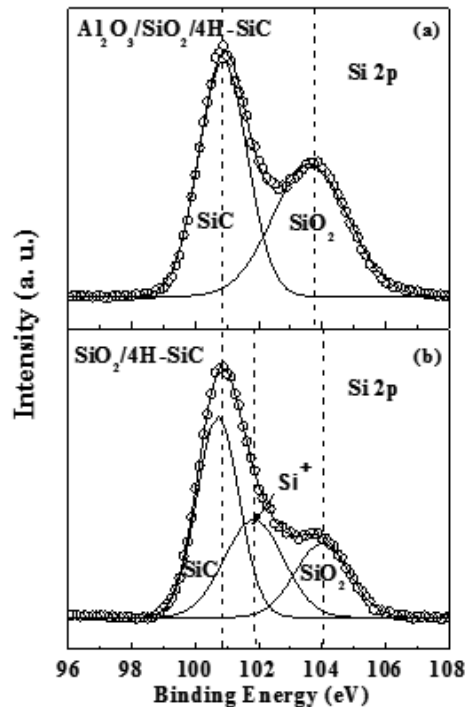 Al₂O₃/SiO₂/4H-SiC (a)
Si 2p
SiC
SiO₂
Intensity (a. u.)
SiO₂/4H-SiC (b)
Si 2p
Si⁺
SiC
SiO₂
96 98 100 102 104 106 108
Binding Energy (eV)